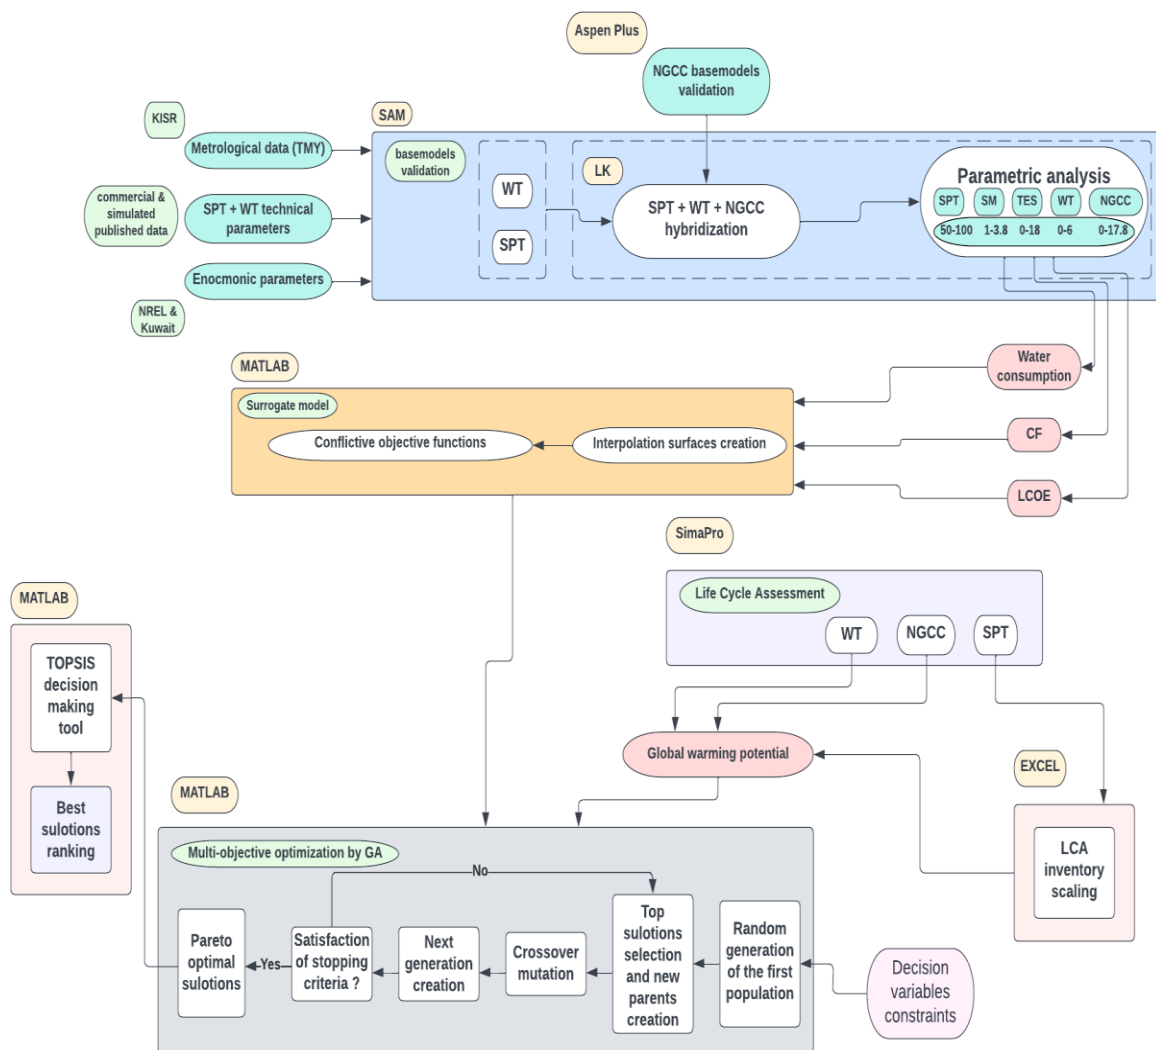 Aspen Plus
NGCC basemodels
validation
KISR
SAM
Metrological data (TMY)
basemodels
validation
WT
SPT
LK
SPT + WT + NGCC
hybridization
Parametric analysis
SPT SM TES WT NGCC
50-100 1-3.8 0-18 0-6 0-17.8
commercial &
simulated
published data
SPT + WT technical
parameters
Enocmonic parameters
NREL &
Kuwait
MATLAB
Surrogate model
Conflictive objective functions
Interpolation surfaces creation
Water
consumption
CF
LCOE
SimaPro
Life Cycle Assessment
WT
NGCC
SPT
MATLAB
TOPSIS
decision
making
tool
Best
sulotions
ranking
Global warming potential
EXCEL
LCA
inventory
scaling
MATLAB
Multi-objective optimization by GA
No
Pareto
optimal
sulotions
Yes
Satisfaction
of stopping
criteria ?
Next
generation
creation
Crossover
mutation
Top
sulotions
selection
and new
parents
creation
Random
generation
of the first
population
Decision
variables
constraints